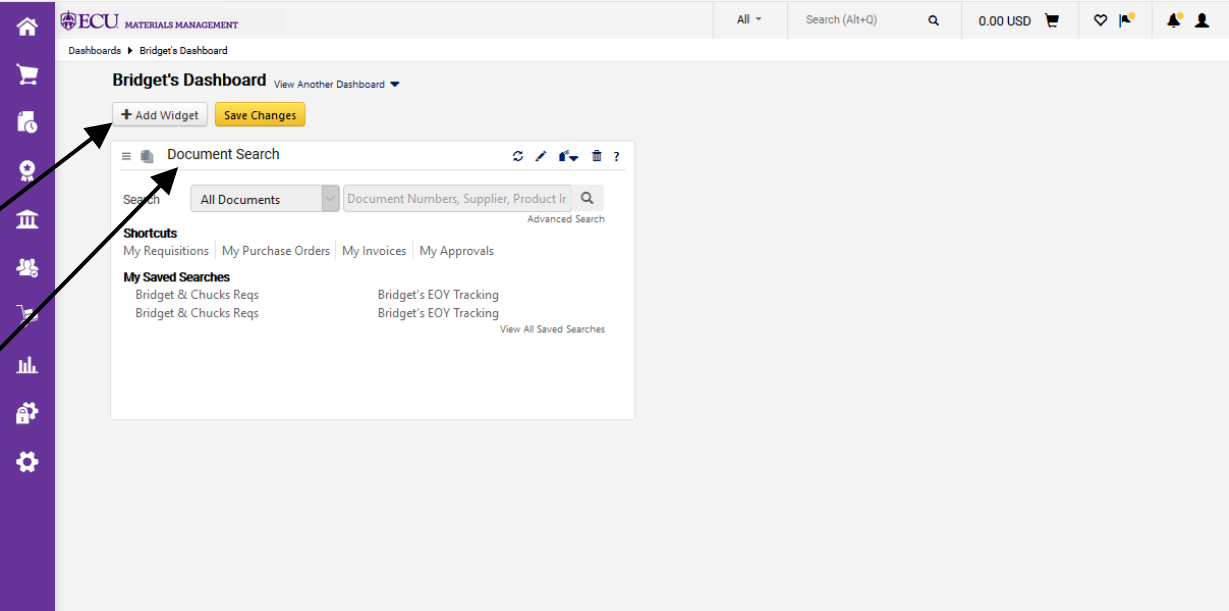 ECU MATERIALS MANAGEMENT
All
Search (Alt+Q)
0.00 USD
Dashboards
Bridget's Dashboard
Bridget's Dashboard
View Another Dashboard
+ Add Widget
Save Changes
Document Search
?
Search
All Documents
Document Numbers, Supplier, Product Ir
Advanced Search
Shortcuts
My Requisitions
My Purchase Orders
My Invoices
My Approvals
My Saved Searches
Bridget & Chucks Reqs
Bridget's EOY Tracking
Bridget & Chucks Reqs
Bridget's EOY Tracking
View All Saved Searches